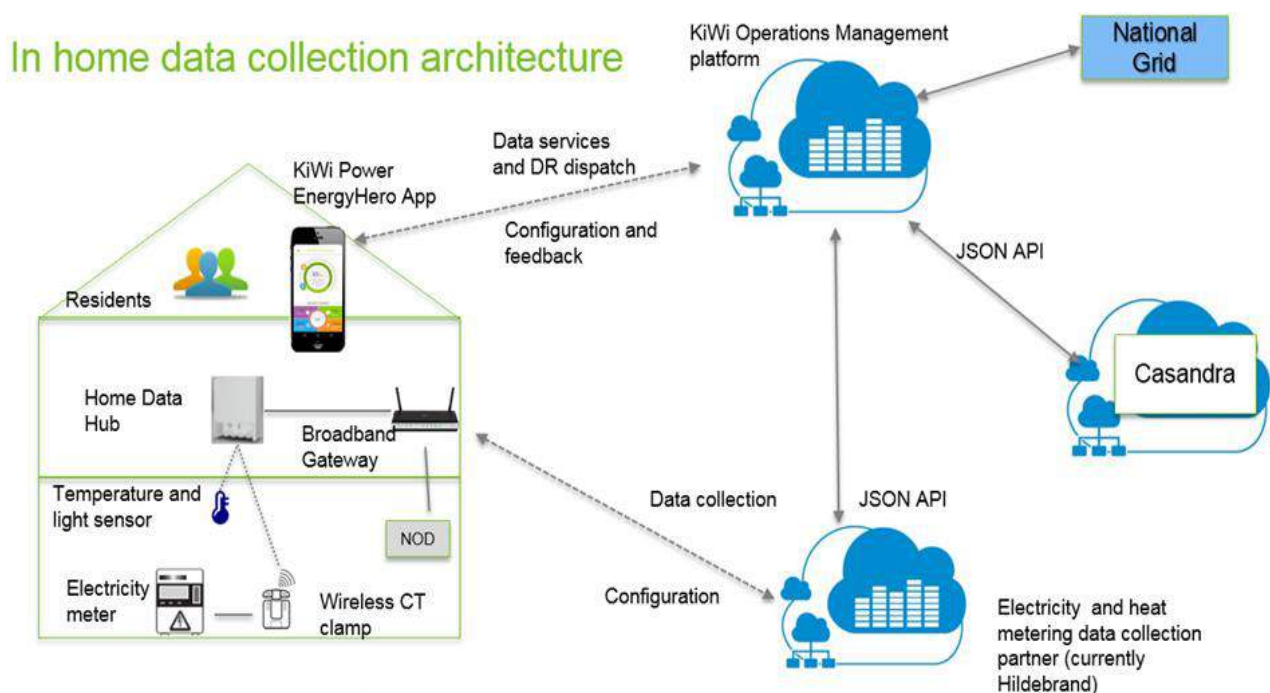 In home data collection architecture
KiWi Operations Management
platform
National
Grid
Data services
and DR dispatch
KiWi Power
EnergyHero App
Configuration and
feedback
JSON API
Residents
Casandra
Home Data
Hub
Broadband
Gateway
Temperature and
light sensor
Data collection
JSON API
NOD
Electricity
meter
Wireless CT
clamp
Configuration
Electricity and heat
metering data collection
partner (currently
Hildebrand)